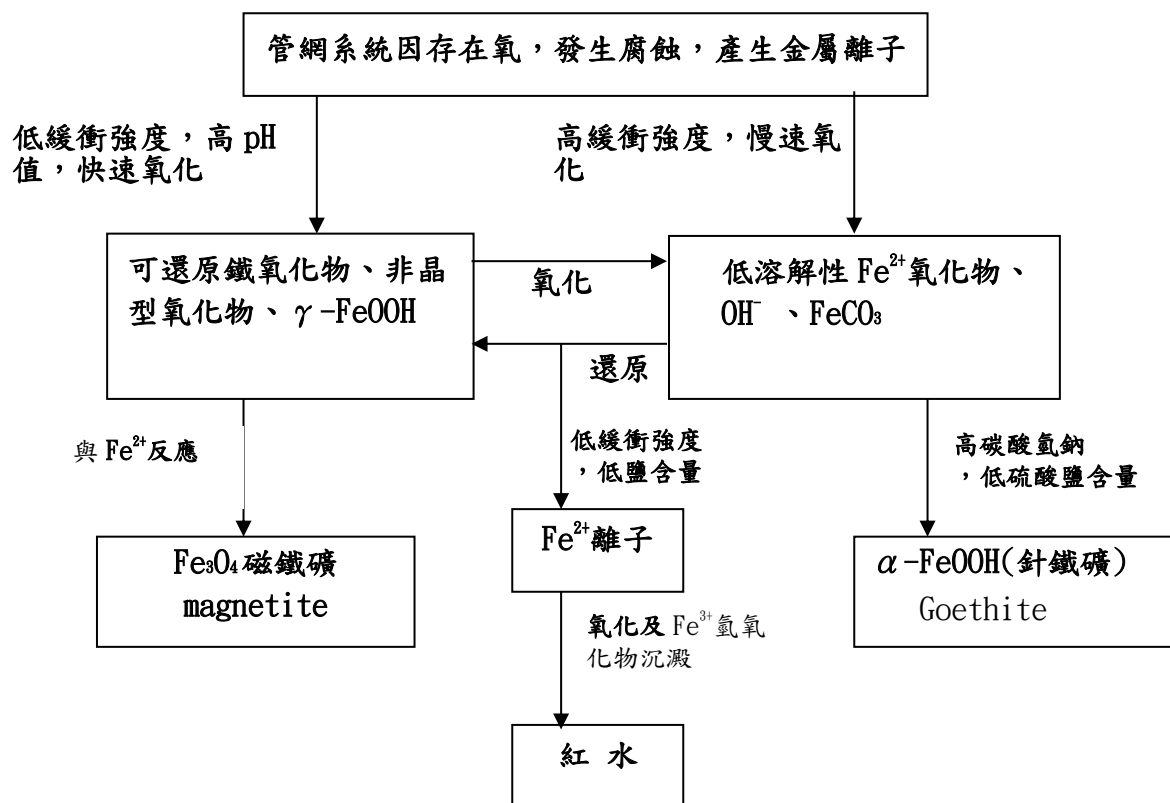 管網系統因存在氧，發生腐蝕，產生金屬離子
低緩衝強度，高 pH
值，快速氧化
高緩衝強度，慢速氧
化
可還原鐵氧化物、非晶
型氧化物、γ-FeOOH
氧化
還原
低溶解性 Fe²⁺氧化物、
OH⁻ 、FeCO₃
與 Fe²⁺反應
低緩衝強度
，低鹽含量
高碳酸氫鈉
，低硫酸鹽含量
Fe₃O₄磁鐵礦
magnetite
Fe²⁺離子
α-FeOOH(針鐵礦)
Goethite
氧化及 Fe³⁺氫氧
化物沉澱
紅 水